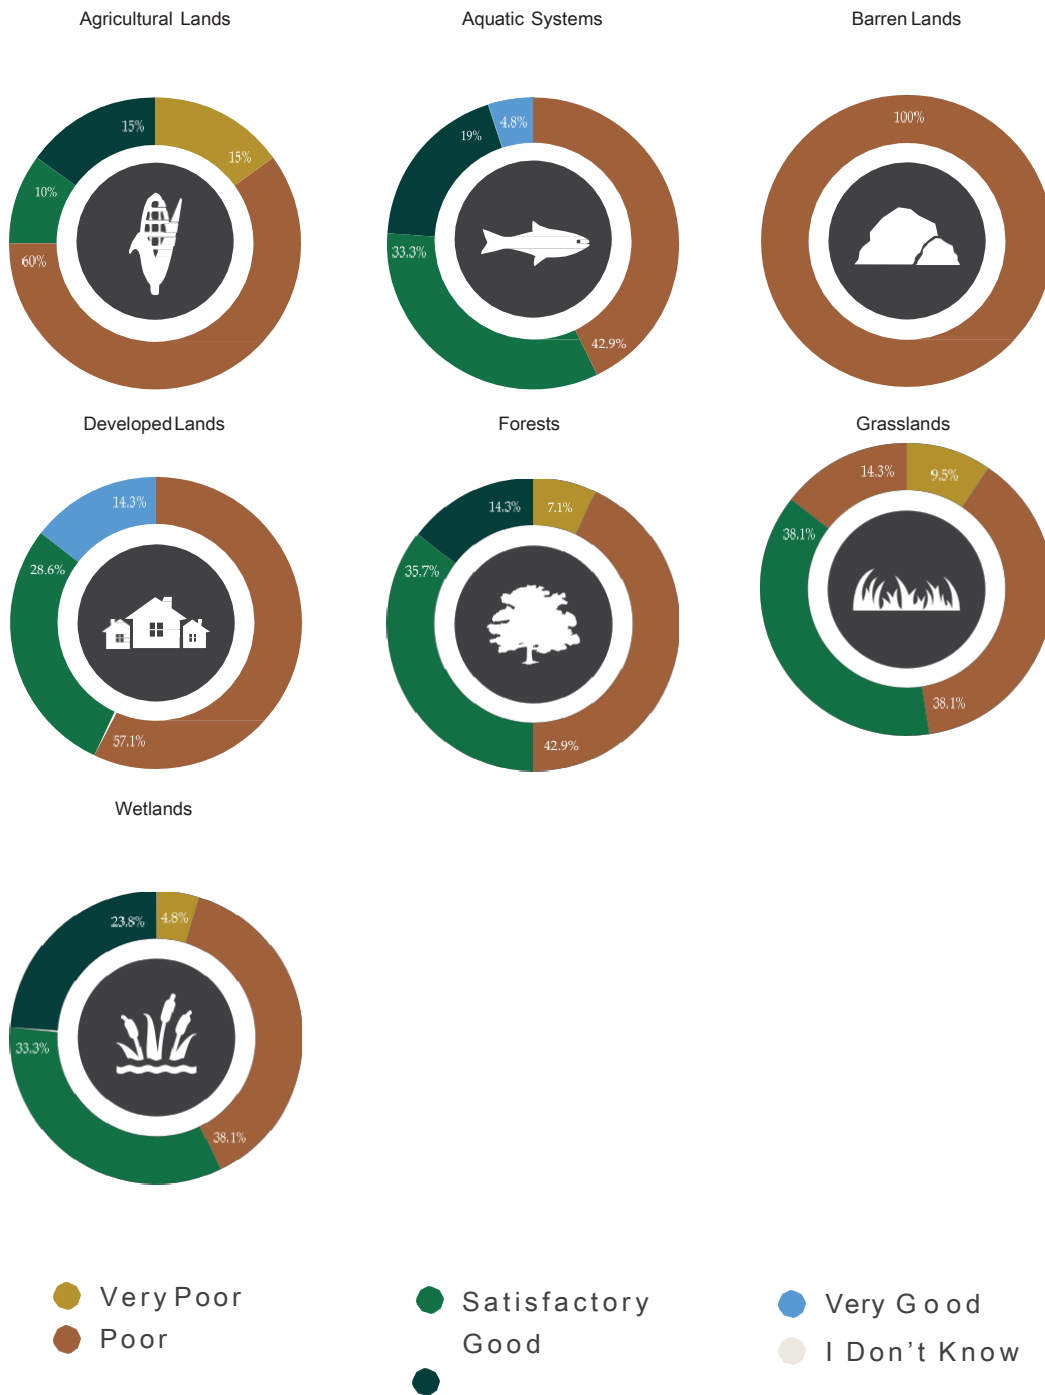 Agricultural Lands
Aquatic Systems
Barren Lands
15%
15%
10%
60%
4.8%
19%
33.3%
42.9%
100%
Developed Lands
Forests
Grasslands
14.3%
28.6%
57.1%
14.3%
7.1%
35.7%
42.9%
14.3%
9.5%
38.1%
38.1%
Wetlands
23.8%
4.8%
33.3%
38.1%
Very Poor
Poor
Satisfactory
Good
Very Good
I Don't Know